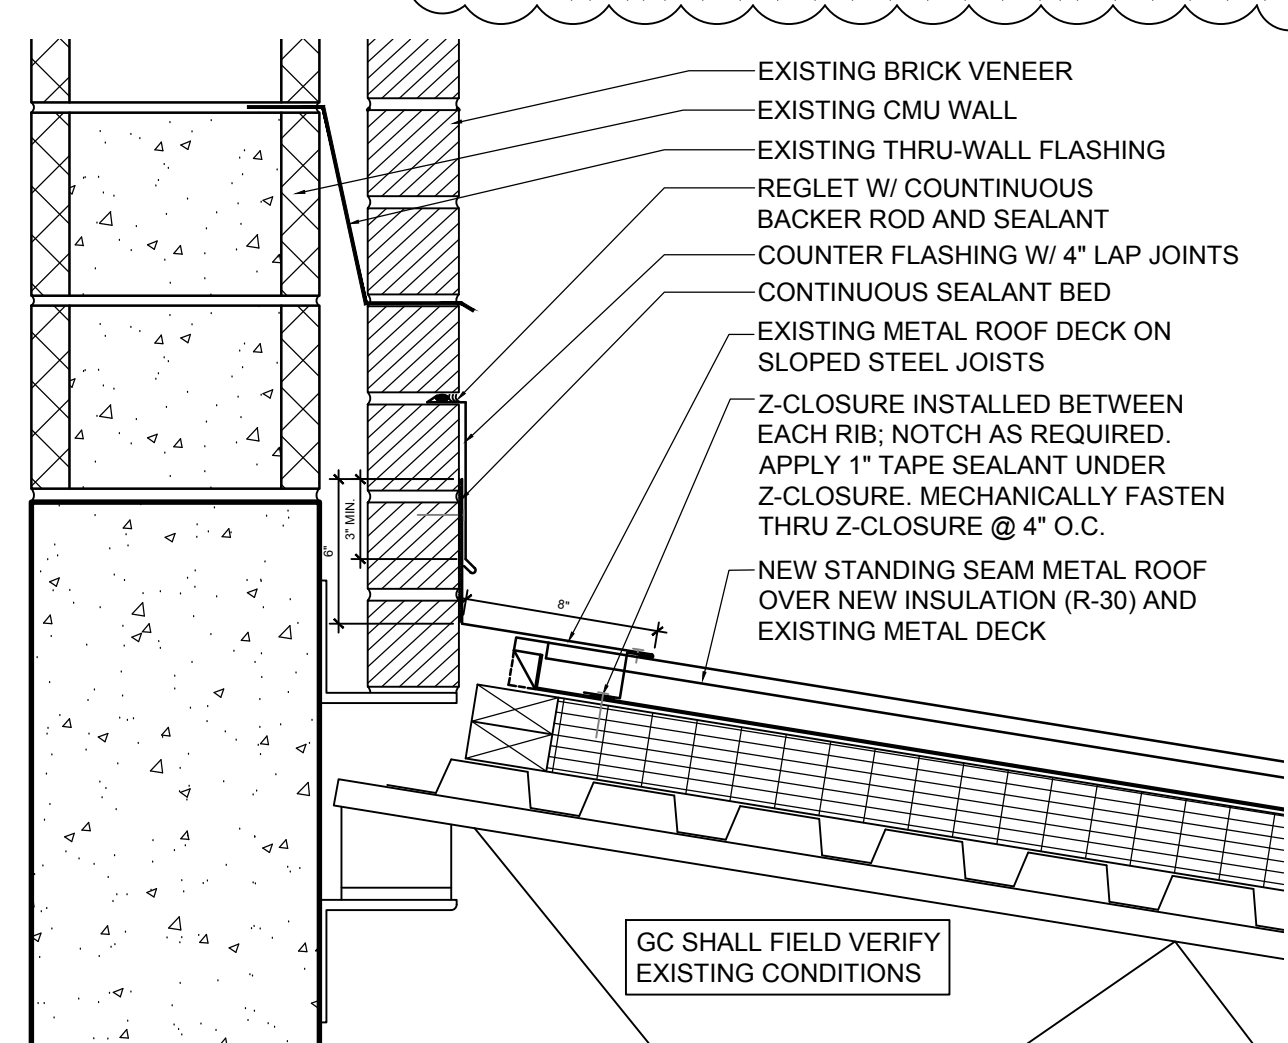 EXISTING BRICK VENEER
EXISTING CMU WALL
EXISTING THRU-WALL FLASHING
REGLET W/ COUNTINUOUS
BACKER ROD AND SEALANT
COUNTER FLASHING W/ 4" LAP JOINTS
CONTINUOUS SEALANT BED
EXISTING METAL ROOF DECK ON
SLOPED STEEL JOISTS
Z-CLOSURE INSTALLED BETWEEN
EACH RIB; NOTCH AS REQUIRED.
APPLY 1" TAPE SEALANT UNDER
Z-CLOSURE. MECHANICALLY FASTEN
THRU Z-CLOSURE @ 4" O.C.
NEW STANDING SEAM METAL ROOF
OVER NEW INSULATION (R-30) AND
EXISTING METAL DECK
3" MIN.
6"
8"
GC SHALL FIELD VERIFY
EXISTING CONDITIONS